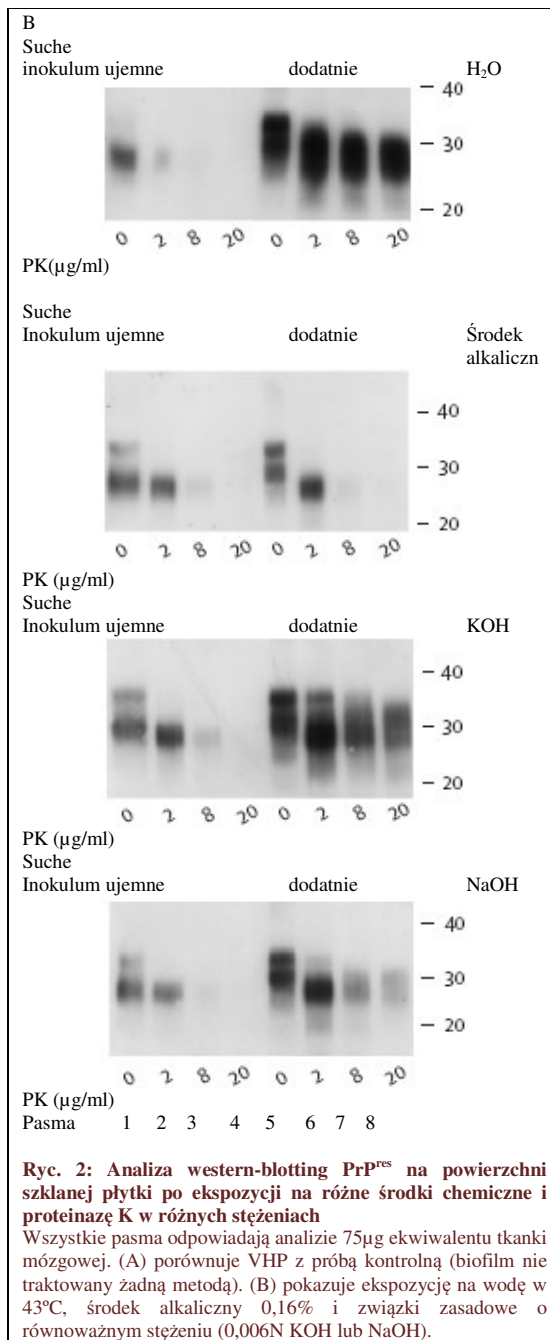 B
Suche
inokulum ujemne dodatnie H₂O
40
30
20
0 2 8 20 0 2 8 20
PK(µg/ml)
Suche
Inokulum ujemne dodatnie Środek
alkaliczn
40
30
20
0 2 8 20 0 2 8 20
PK (µg/ml)
Suche
Inokulum ujemne dodatnie KOH
40
30
20
0 2 8 20 0 2 8 20
PK (µg/ml)
Suche
Inokulum ujemne dodatnie NaOH
40
30
20
0 2 8 20 0 2 8 20
PK (µg/ml)
Pasma 1 2 3 4 5 6 7 8
Ryc. 2: Analiza western-blotting PrPʳᵉˢ na powierzchni
szklanej płytki po ekspozycji na różne środki chemiczne i
proteinazę K w różnych stężeniach
Wszystkie pasma odpowiadają analizie 75µg ekwiwalentu tkanki
mózgowej. (A) porównuje VHP z próbą kontrolną (biofilm nie
traktowany żadną metodą). (B) pokazuje ekspozycję na wodę w
43ºC, środek alkaliczny 0,16% i związki zasadowe o
równoważnym stężeniu (0,006N KOH lub NaOH).